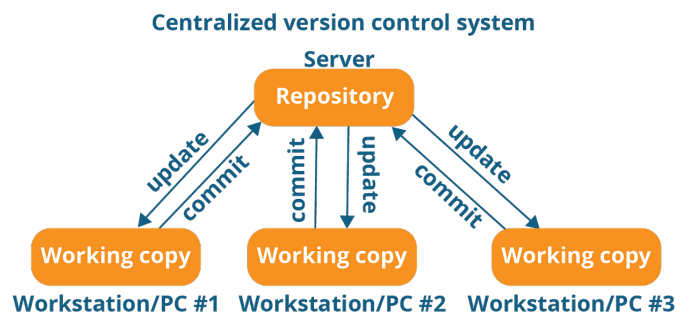 Centralized version control system
Server
Repository
update
commit
commit
update
update
commit
Working copy
Working copy
Working copy
Workstation/PC #1
Workstation/PC #2
Workstation/PC #3